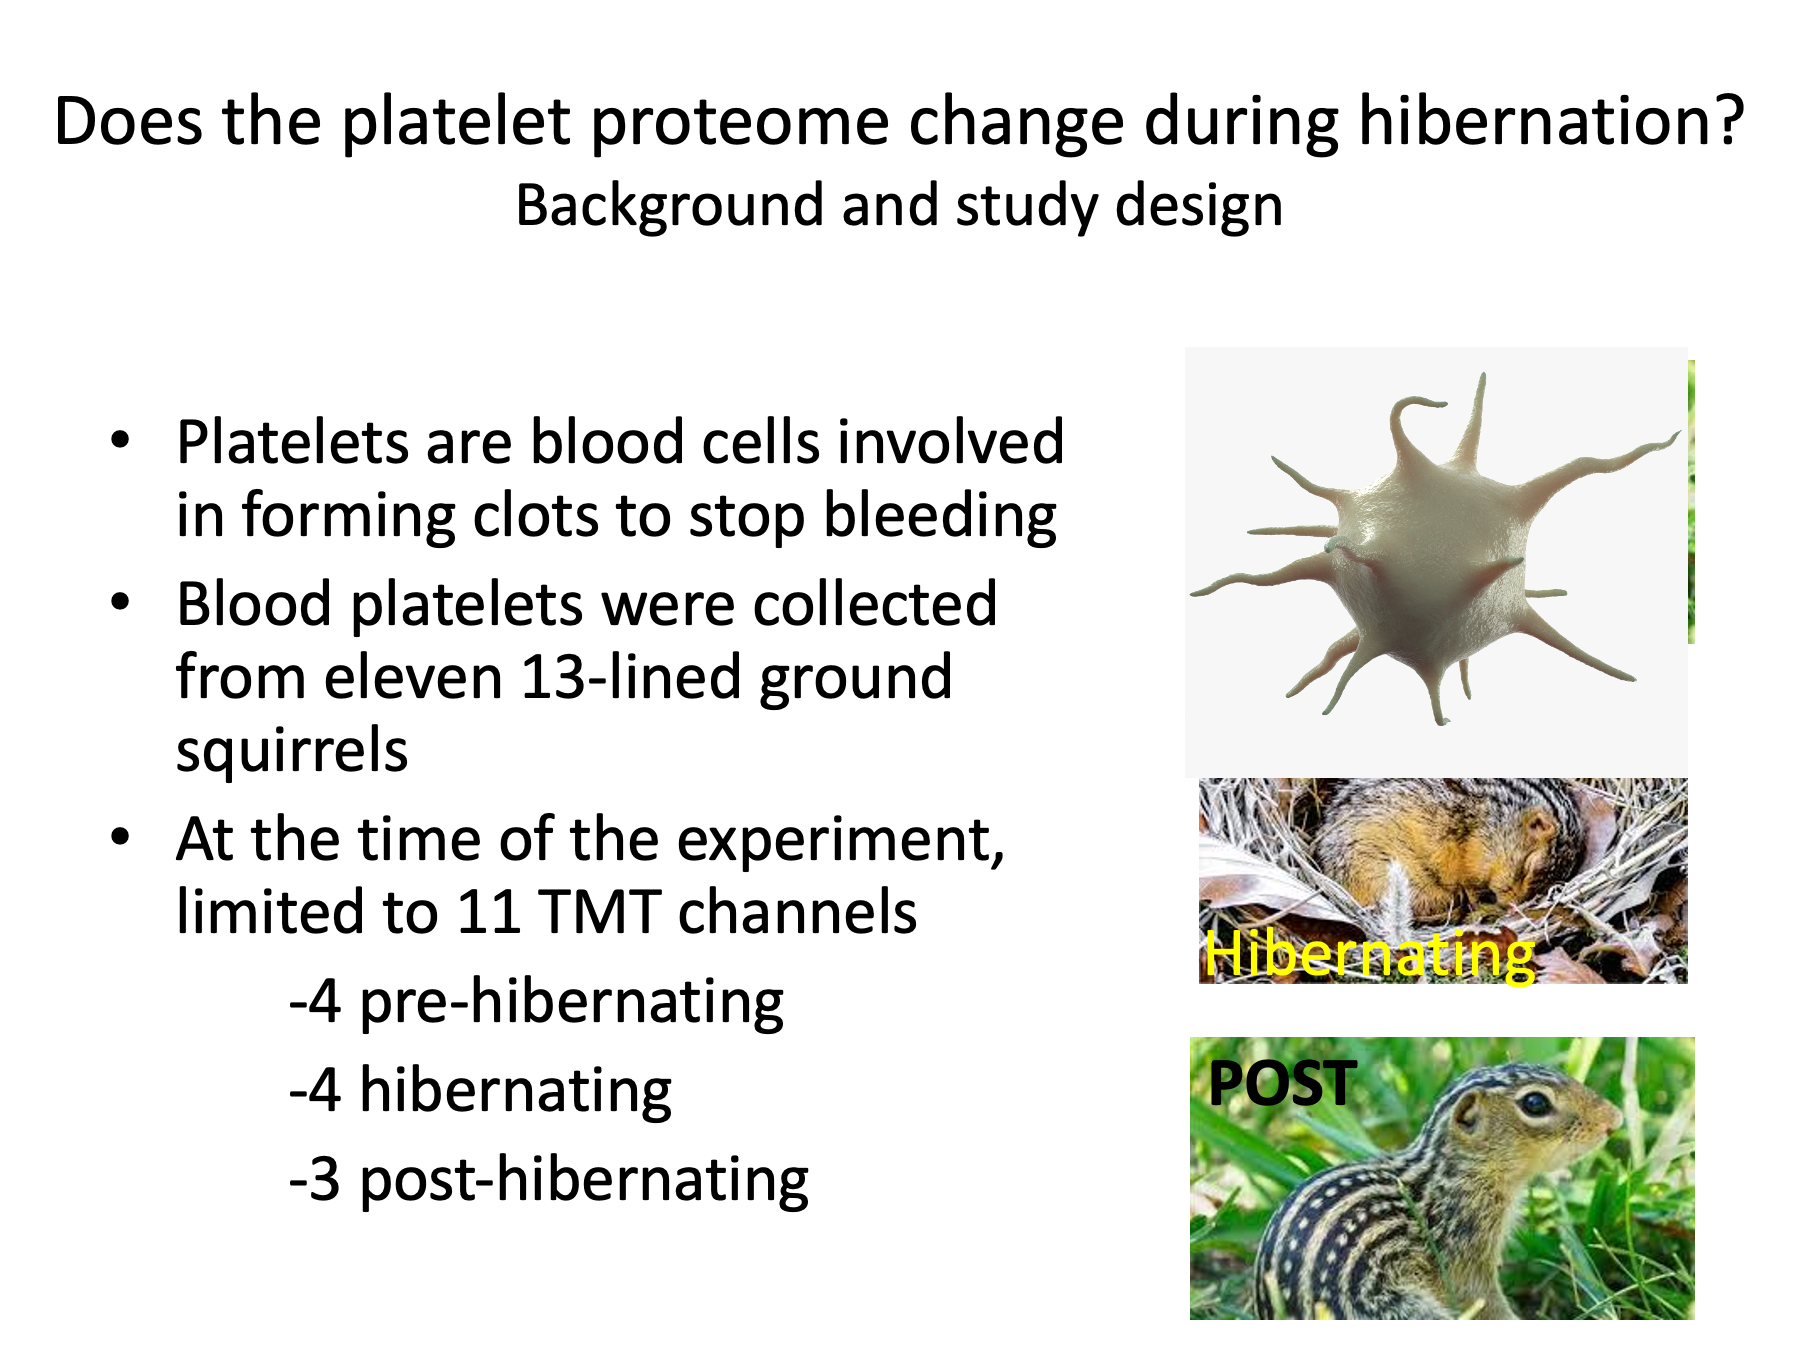 Does the platelet proteome change during hibernation?
Background and study design
• Platelets are blood cells involved
in forming clots to stop bleeding
• Blood platelets were collected
from eleven 13-lined ground
squirrels
• At the time of the experiment,
limited to 11 TMT channels
-4 pre-hibernating
-4 hibernating
-3 post-hibernating
Hibernating
POST